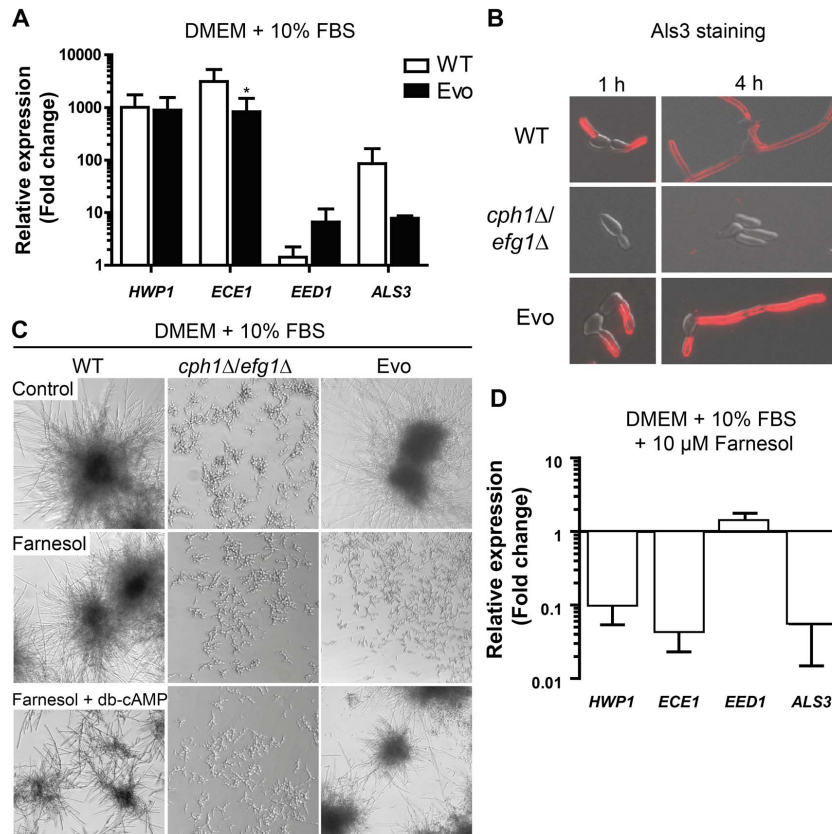 A
DMEM + 10% FBS
Relative expression
(Fold change)
10000
1000
100
10
1
*
WT
Evo
HWP1 ECE1 EED1 ALS3
B
Als3 staining
1 h 4 h
WT
cph1Δ/
efg1Δ
Evo
C
DMEM + 10% FBS
WT cph1Δ/efg1Δ Evo
Control
Farnesol
Farnesol + db-cAMP
D
DMEM + 10% FBS
+ 10 µM Farnesol
Relative expression
(Fold change)
10
1
0.1
0.01
HWP1 ECE1 EED1 ALS3